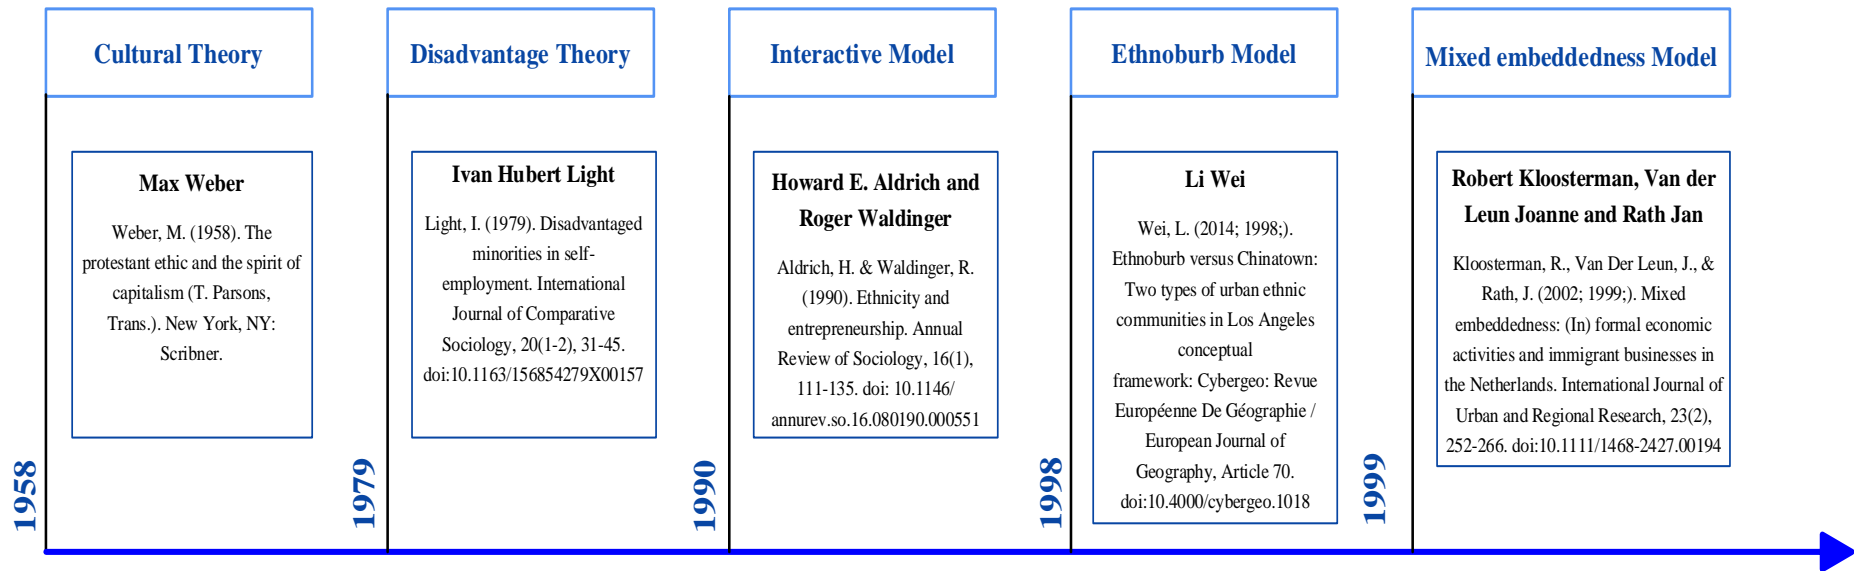 Cultural Theory
Disadvantage Theory
Interactive Model
Ethnoburb Model
Mixed embeddedness Model
1958
Max Weber
Weber, M. (1958). The
protestant ethic and the spirit of
capitalism (T. Parsons,
Trans.). New York, NY:
Scribner.
1979
Ivan Hubert Light
Light, I. (1979). Disadvantaged
minorities in self-
employment. International
Journal of Comparative
Sociology, 20(1-2), 31-45.
doi:10.1163/156854279X00157
1990
Howard E. Aldrich and
Roger Waldinger
Aldrich, H. & Waldinger, R.
(1990). Ethnicity and
entrepreneurship. Annual
Review of Sociology, 16(1),
111-135. doi: 10.1146/
annurev.so.16.080190.000551
1998
Li Wei
Wei, L. (2014; 1998;).
Ethnoburb versus Chinatown:
Two types of urban ethnic
communities in Los Angeles
conceptual
framework: Cybergeo: Revue
Européenne De Géographie /
European Journal of
Geography, Article 70.
doi:10.4000/cybergeo.1018
1999
Robert Kloosterman, Van der
Leun Joanne and Rath Jan
Kloosterman, R., Van Der Leun, J., &
Rath, J. (2002; 1999;). Mixed
embeddedness: (In) formal economic
activities and immigrant businesses in
the Netherlands. International Journal of
Urban and Regional Research, 23(2),
252-266. doi:10.1111/1468-2427.00194